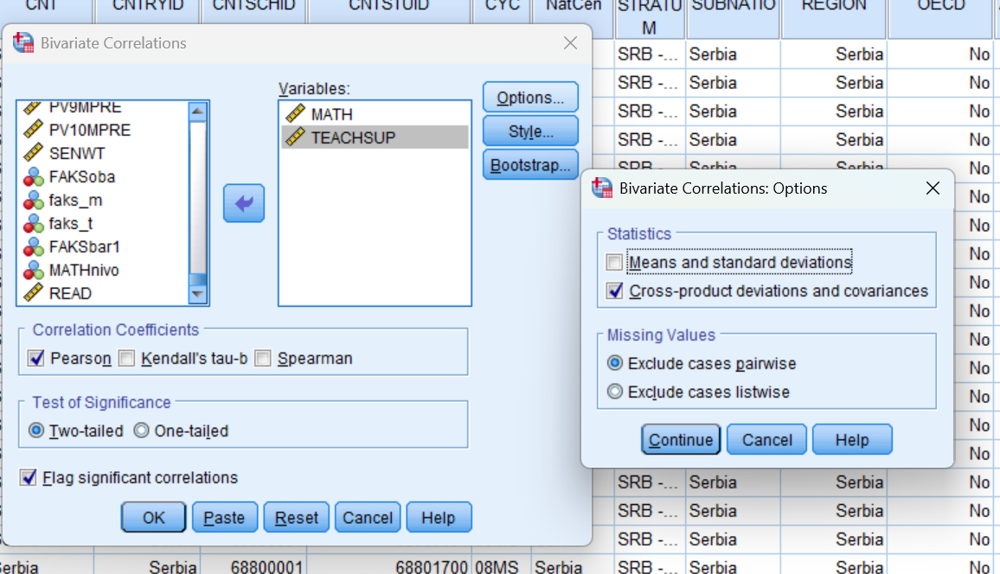 CNT CNTRYID CNTSCHID CNTSTUID CYC NatCen STRATU M SUBNATIO REGION OECD
Bivariate Correlations
Variables:
PV9MPRE
PV10MPRE
SENWT
FAKSoba
faks_m
faks_t
FAKSbar1
MATHnivo
READ
MATH
TEACHSUP
Options...
Style...
Bootstrap...
Correlation Coefficients
Pearson Kendall's tau-b Spearman
Test of Significance
Two-tailed One-tailed
Flag significant correlations
OK Paste Reset Cancel Help
SRB -... Serbia Serbia No
SRB -... Serbia Serbia No
SRB -... Serbia Serbia No
SRB -... Serbia Serbia No
SRB -... Serbia Serbia No
Bivariate Correlations: Options
Statistics
Means and standard deviations
Cross-product deviations and covariances
Missing Values
Exclude cases pairwise
Exclude cases listwise
Continue Cancel Help
No
No
No
No
No
No
No
No
No
No
SRB -... Serbia Serbia No
SRB -... Serbia Serbia No
SRB -... Serbia Serbia No
Serbia Serbia 68800001 68801700 08MS Serbia SRB -... Serbia Serbia No